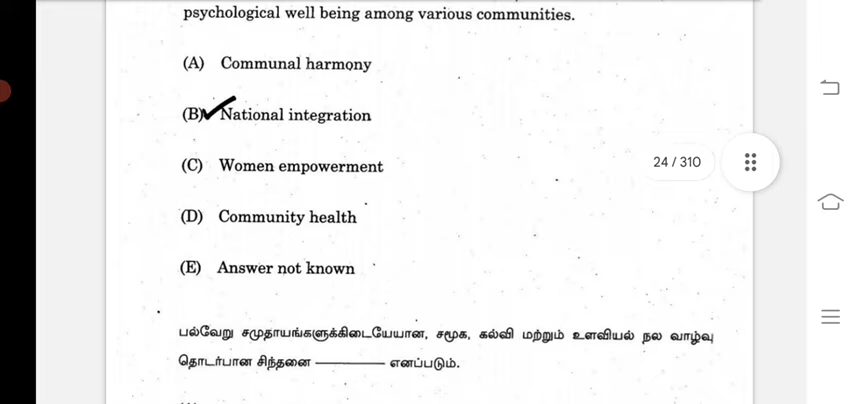 psychological well being among various communities.
(A) Communal harmony
(B) National integration
(C) Women empowerment
24 / 310
(D) Community health
(E) Answer not known
பல்வேறு சமுதாயங்களுக்கிடையேயான, சமூக, கல்வி மற்றும் உளவியல் நல வாழ்வு
தொடர்பான சிந்தனை ——— எனப்படும்.